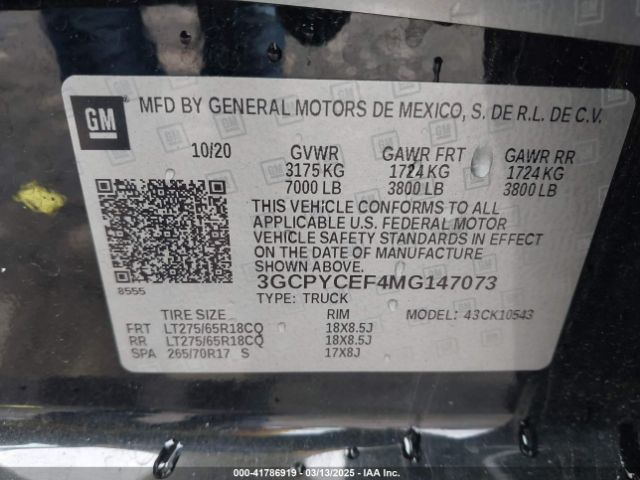 GM
MFD BY GENERAL MOTORS DE MEXICO, S. DE R.L. DE C.V.
10/20 GVWR GAWR FRT GAWR RR
3175 KG 1724 KG 1724 KG
7000 LB 3800 LB 3800 LB
THIS VEHICLE CONFORMS TO ALL
APPLICABLE U.S. FEDERAL MOTOR
VEHICLE SAFETY STANDARDS IN EFFECT
ON THE DATE OF MANUFACTURE
SHOWN ABOVE.
3GCPYCEF4MG147073
8555
TYPE: TRUCK
TIRE SIZE RIM MODEL: 43CK10543
FRT LT275/65R18CQ 18X8.5J
RR LT275/65R18CQ 18X8.5J
SPA 265/70R17 S 17X8J
000-41786919 - 03/13/2025 - IAA Inc.